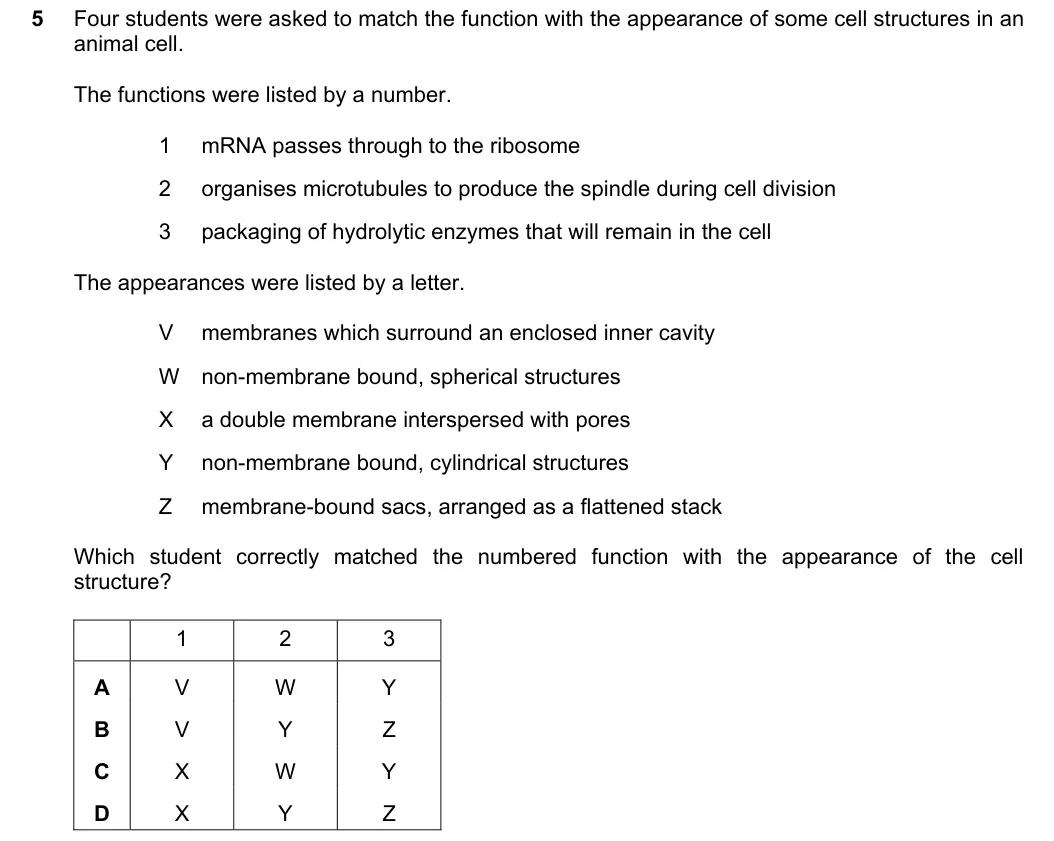 5 Four students were asked to match the function with the appearance of some cell structures in an
animal cell.
The functions were listed by a number.
1 mRNA passes through to the ribosome
2 organises microtubules to produce the spindle during cell division
3 packaging of hydrolytic enzymes that will remain in the cell
The appearances were listed by a letter.
V membranes which surround an enclosed inner cavity
W non-membrane bound, spherical structures
X a double membrane interspersed with pores
Y non-membrane bound, cylindrical structures
Z membrane-bound sacs, arranged as a flattened stack
Which student correctly matched the numbered function with the appearance of the cell
structure?
1 2 3
A V W Y
B V Y Z
C X W Y
D X Y Z